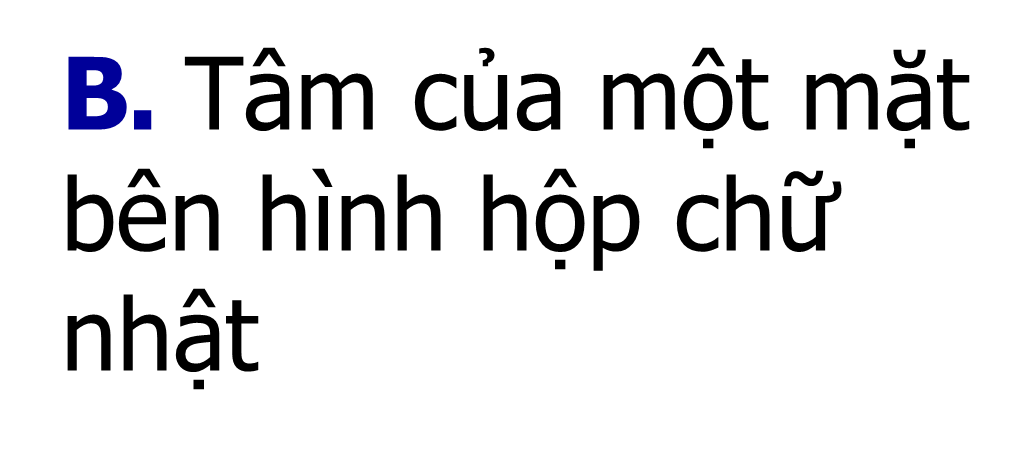 B. Tâm của một mặt
bên hình hộp chữ
nhật